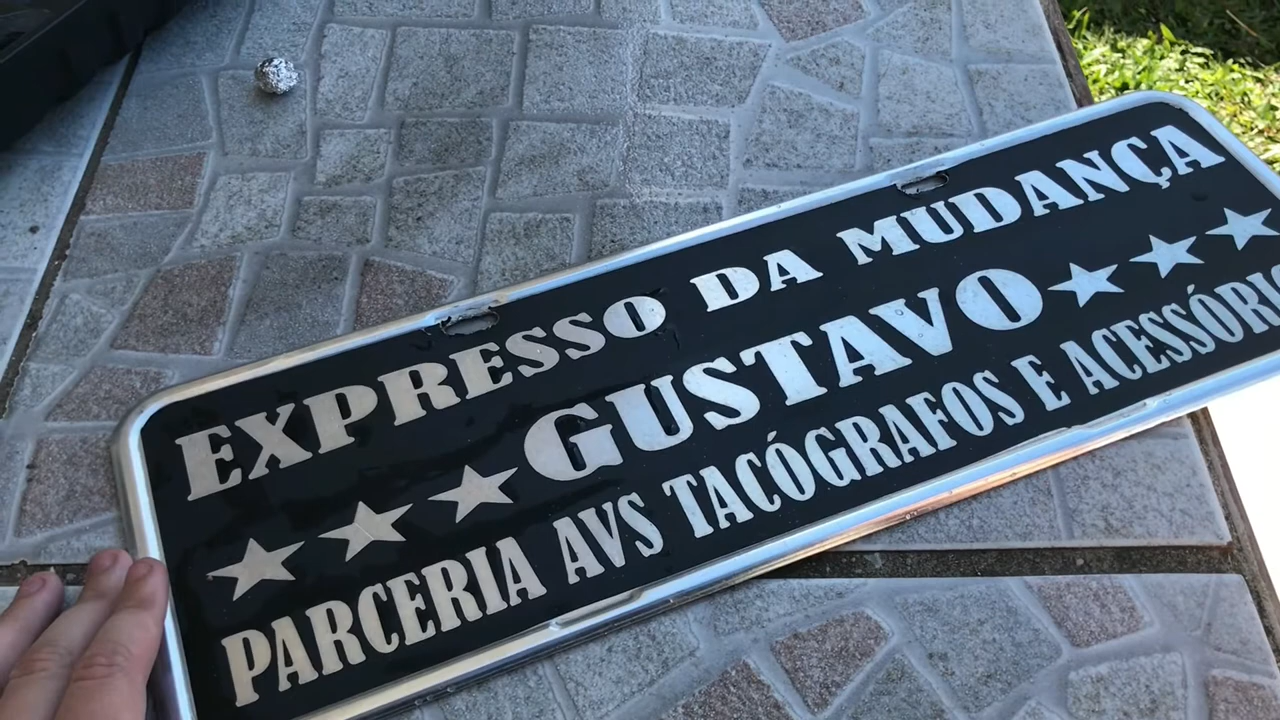 EXPRESSO DA MUDANÇA
★ ★ ★ GUSTAVO ★ ★ ★
PARCERIA AVS TACÓGRAFOS E